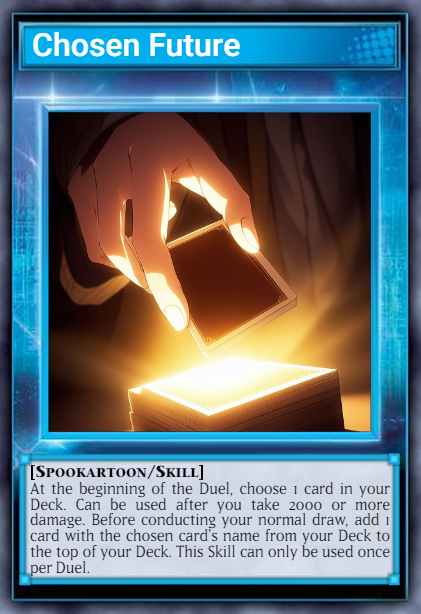 Chosen Future
[Spookartoon/Skill]
At the beginning of the Duel, choose 1 card in your
Deck. Can be used after you take 2000 or more
damage. Before conducting your normal draw, add 1
card with the chosen card's name from your Deck to
the top of your Deck. This Skill can only be used once
per Duel.